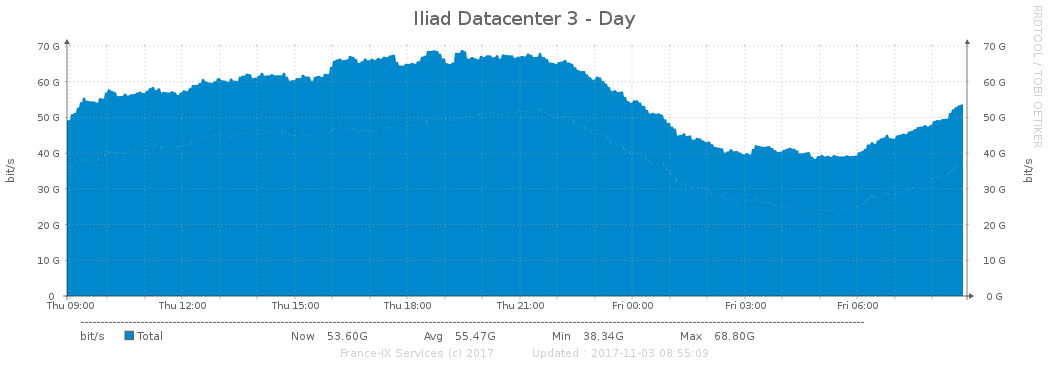 Iliad Datacenter 3 - Day
RRDTOOL / TOBI OETIKER
bit/s
70 G 70 G
60 G 60 G
50 G 50 G
40 G 40 G
30 G 30 G
20 G 20 G
10 G 10 G
0 0 G
bit/s
Thu 09:00 Thu 12:00 Thu 15:00 Thu 18:00 Thu 21:00 Fri 00:00 Fri 03:00 Fri 06:00
bit/s Total Now 53.60G Avg 55.47G Min 38.34G Max 68.80G
France-IX Services (c) 2017 Updated : 2017-11-03 08:55:09